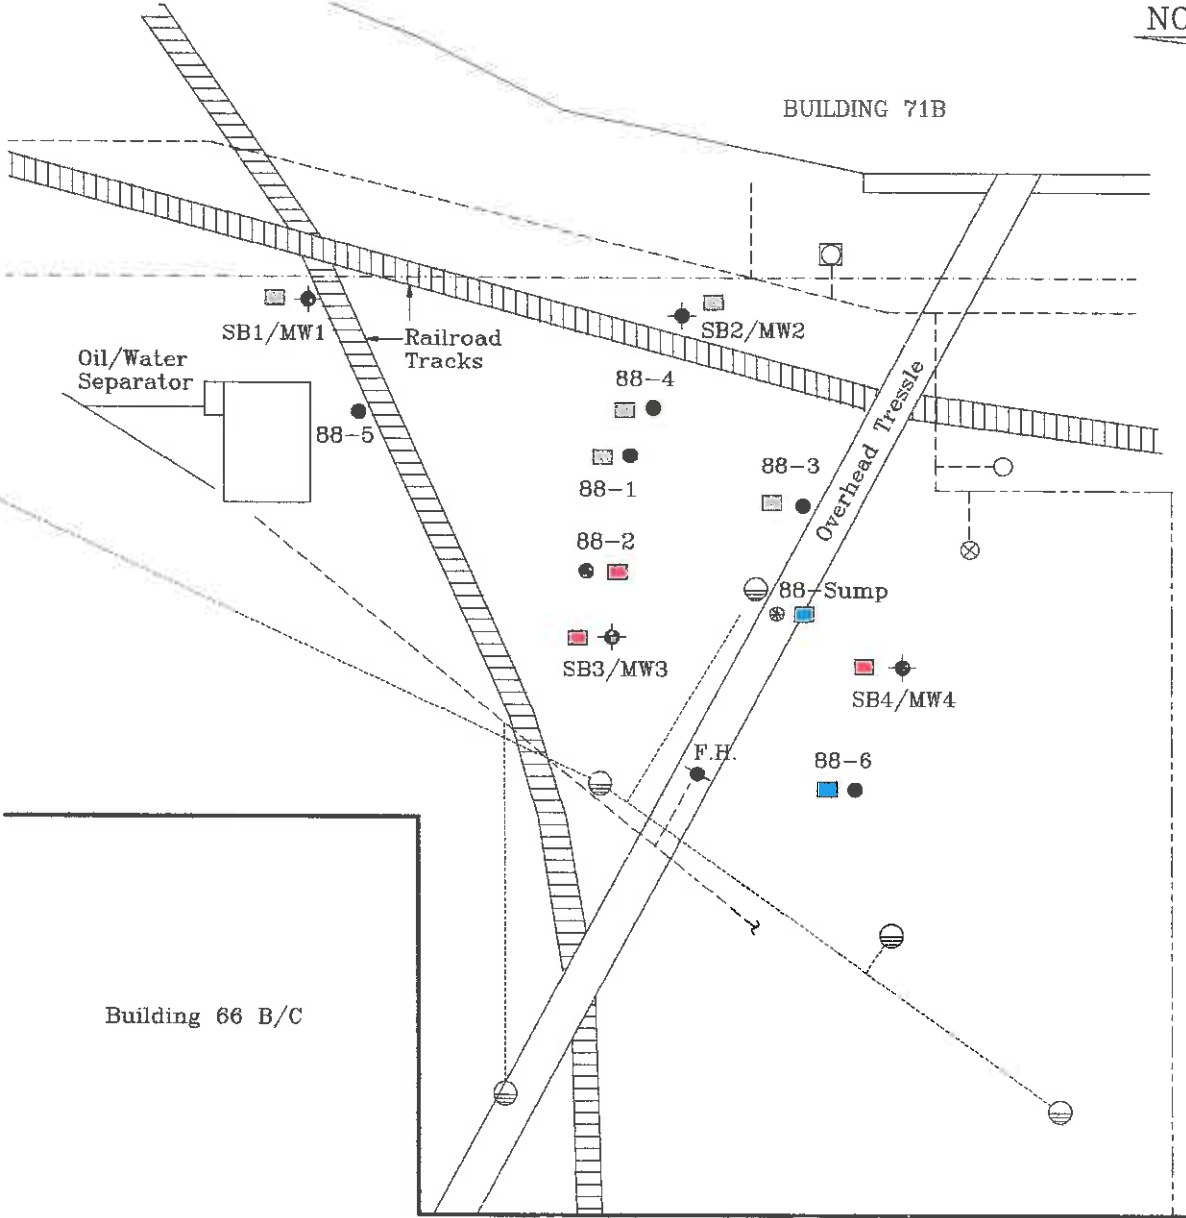 NO
BUILDING 71B
SB1/MW1
SB2/MW2
Railroad
Tracks
Oil/Water
Separator
88-4
88-5
Overhead Tressle
88-1
88-3
88-2
88-Sump
SB3/MW3
SB4/MW4
F.H.
88-6
Building 66 B/C